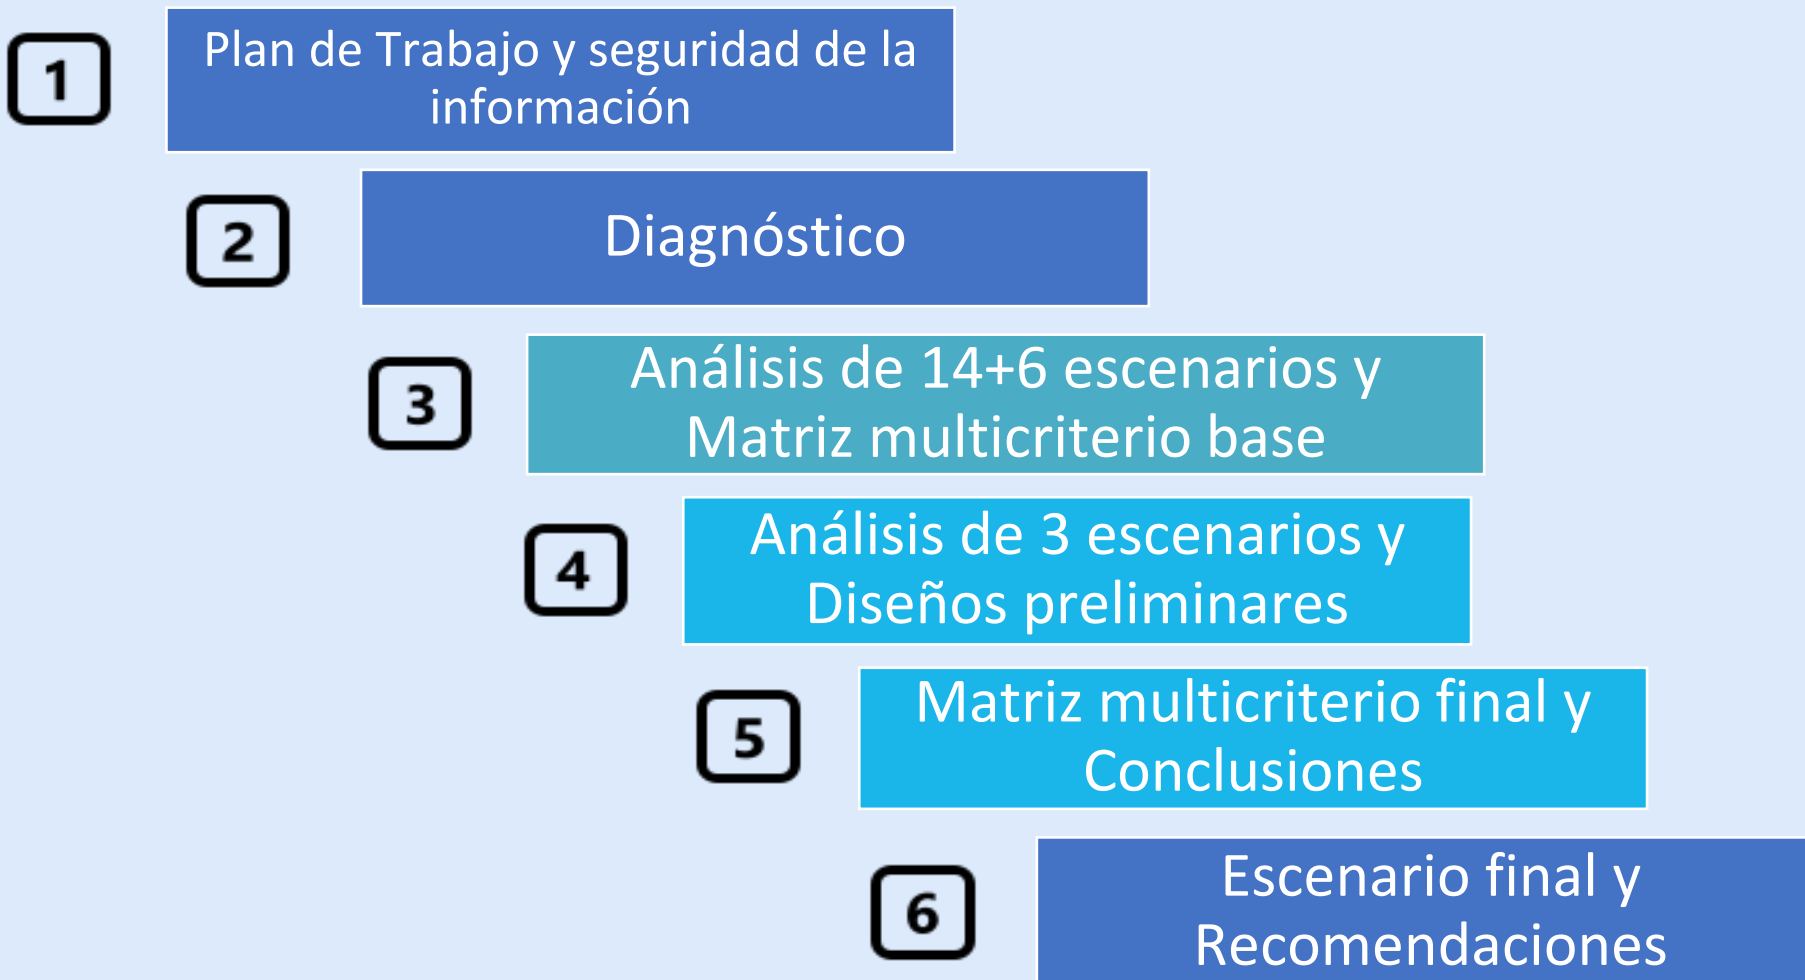 1
Plan de Trabajo y seguridad de la
información
2
Diagnóstico
3
Análisis de 14+6 escenarios y
Matriz multicriterio base
4
Análisis de 3 escenarios y
Diseños preliminares
5
Matriz multicriterio final y
Conclusiones
6
Escenario final y
Recomendaciones